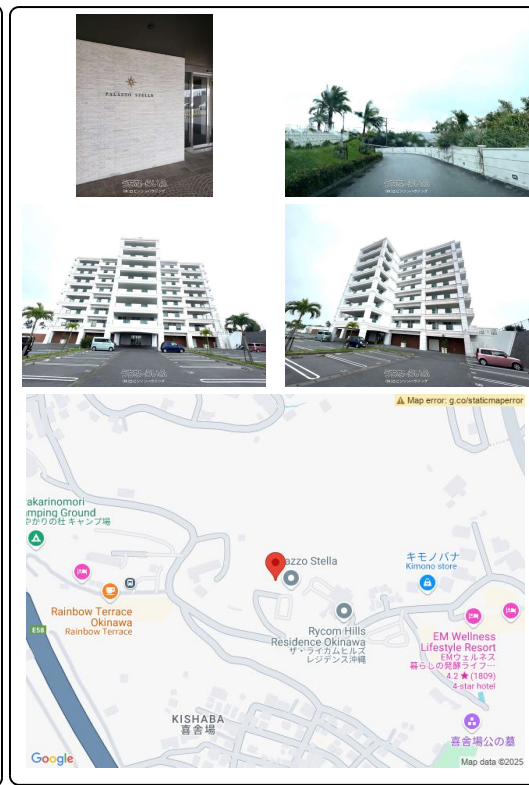 PALAZZO STELLA
Map error: g.co/staticmaperror
akarinomori
mping Ground
やかりの杜 キャンプ場
azzo Stella
キモノバナ
Kimono store
Rainbow Terrace
Okinawa
Rainbow Terrace
E58
Rycom Hills
Residence Okinawa
ザ・ライカムヒルズ
レジデンス沖縄
EM Wellness
Lifestyle Resort
EMウェルネス
暮らしの発酵ライフ…
4.2 ★ (1809)
4-star hotel
KISHABA
喜舎場
喜舎場公の墓
Google
Map data ©2025